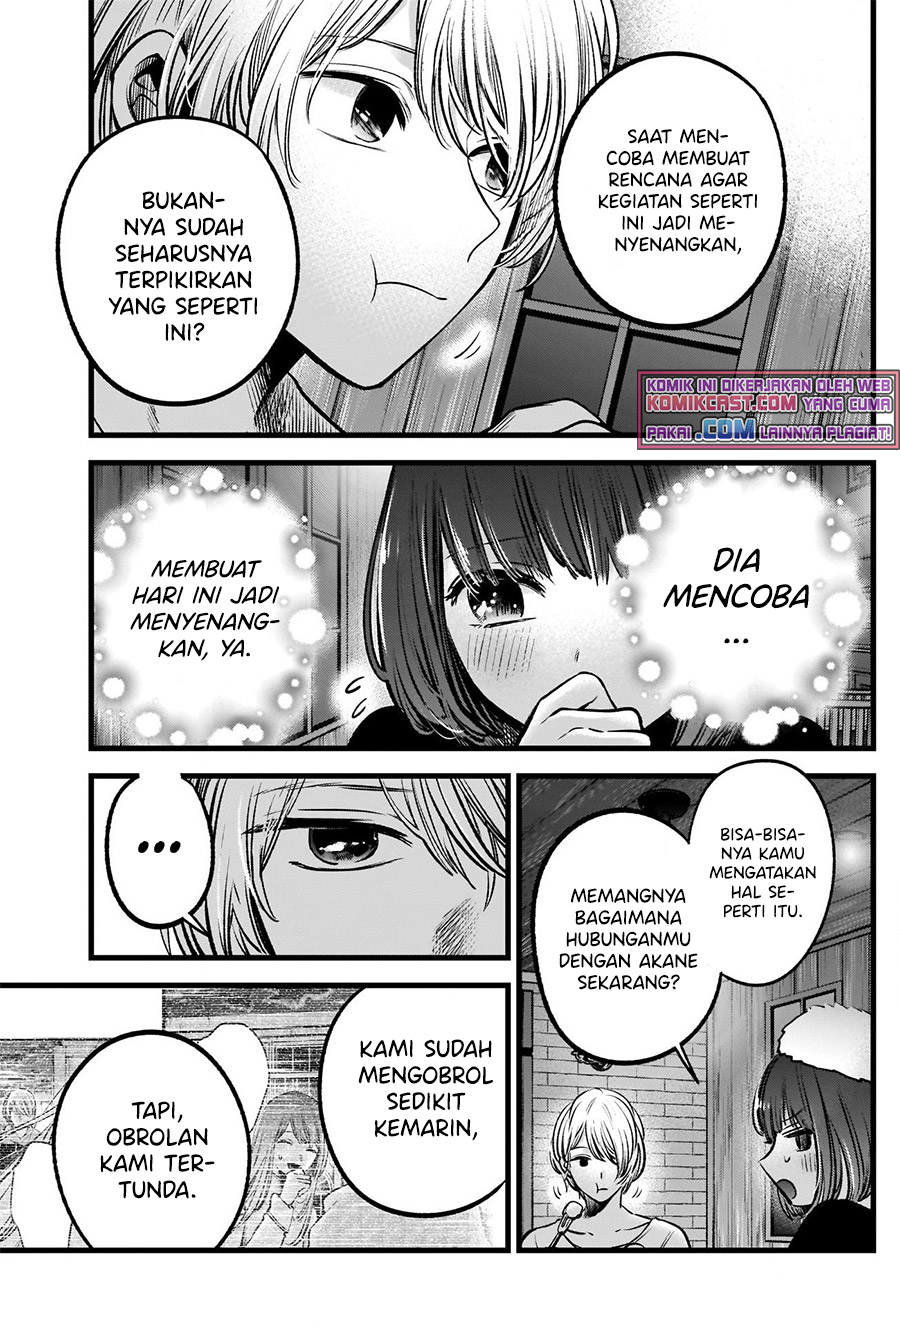 SAAT MEN-
COBA MEMBUAT
RENCANA AGAR
KEGIATAN SEPERTI
INI JADI ME-
NYENANGKAN,
BUKAN-
NYA SUDAH
SEHARUSNYA
TERPIKIRKAN
YANG SEPERTI
INI?
KOMIK INI DIKERJAKAN OLEH WEB
KOMIKCAST.COM YANG CUMA
PAKAI .COM LAINNYA PLAGIAT!
DIA
MENCOBA
...
MEMBUAT
HARI INI JADI
MENYENANG-
KAN, YA.
BISA-BISA-
NYA KAMU
MENGATAKAN
HAL SE-
PERTI ITU.
MEMANGNYA
BAGAIMANA
HUBUNGANMU
DENGAN AKANE
SEKARANG?
...
KAMI SUDAH
MENGOBROL
SEDIKIT
KEMARIN,
TAPI,
OBROLAN
KAMI TER-
TUNDA.